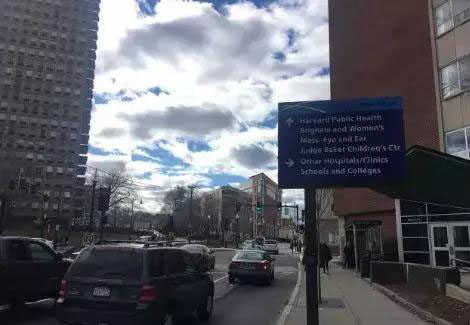 Harvard Public Health
Brigham and Women's
Mass. Eye and Ear
Judge Baker Children's Ctr
Other Hospitals/Clinics
Schools and Colleges